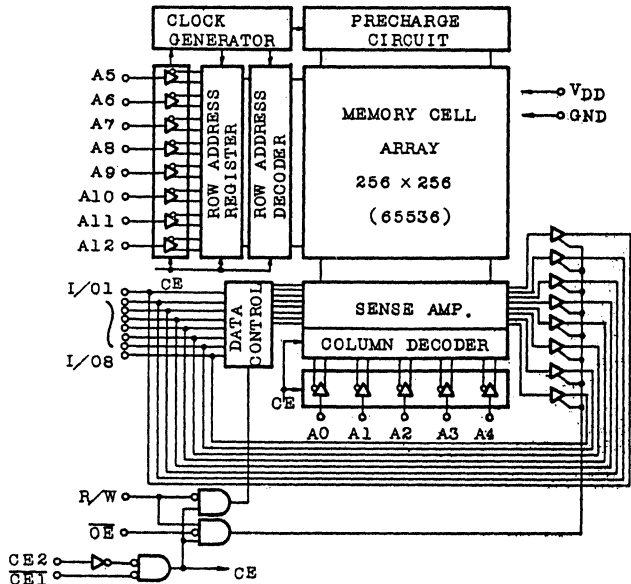 CLOCK
GENERATOR
PRECHARGE
CIRCUIT
A5
A6
A7
A8
A9
A10
A11
A12
ROW ADDRESS
REGISTER
ROW ADDRESS
DECODER
MEMORY CELL
ARRAY
256 × 256
(65536)
VDD
GND
CE
I/O1
I/O8
DATA
CONTROL
SENSE AMP.
COLUMN DECODER
CE
A0 A1 A2 A3 A4
R/W
OE
CE2
CE1
CE